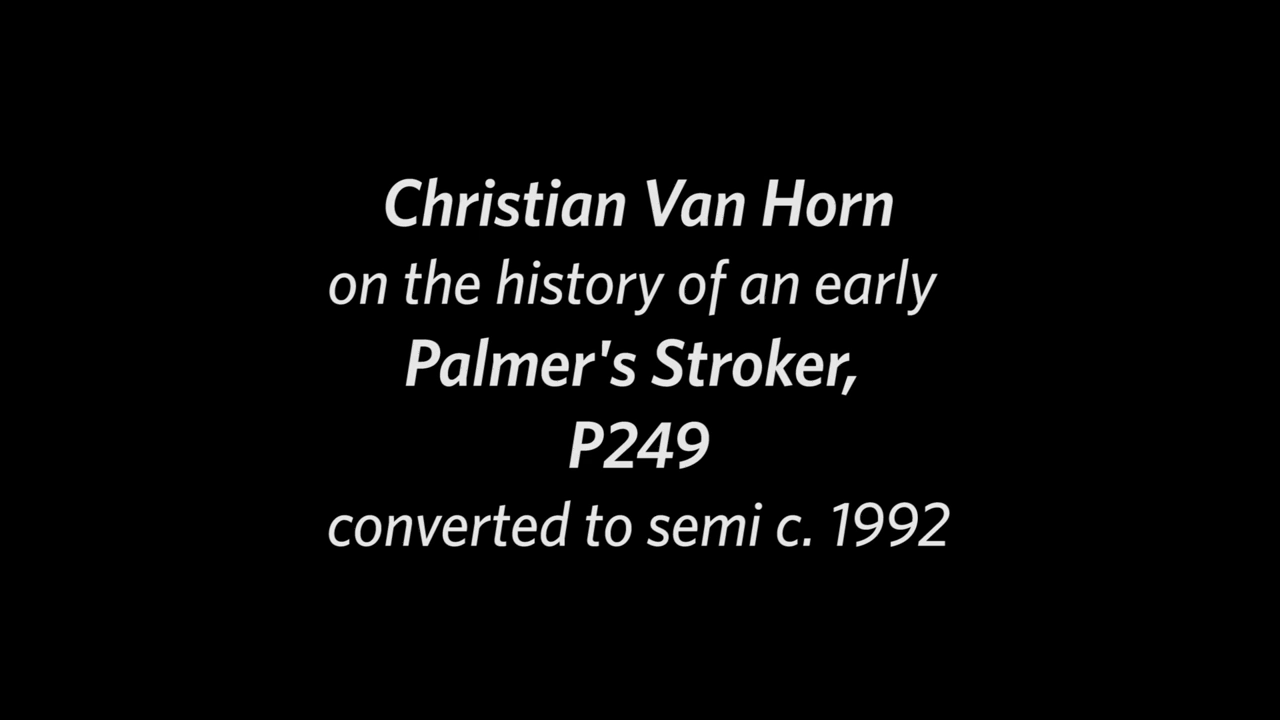 Christian Van Horn
on the history of an early
Palmer's Stroker,
P249
converted to semi c. 1992